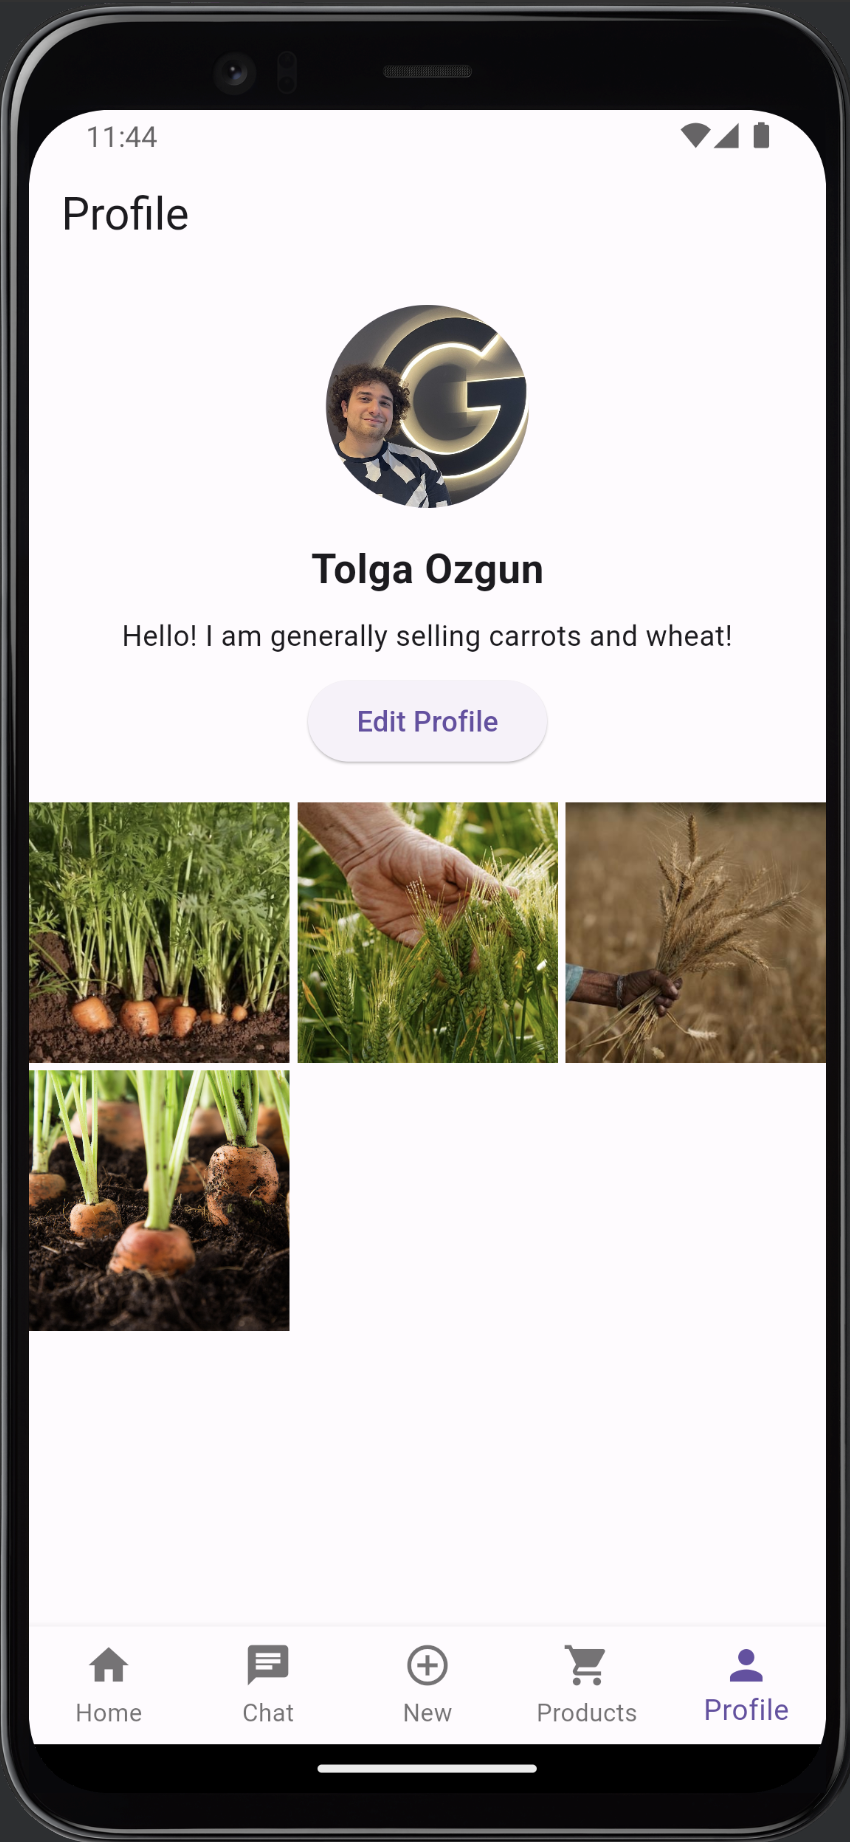 11:44
Profile
G
Tolga Ozgun
Hello! I am generally selling carrots and wheat!
Edit Profile
Home
Chat
New
Products
Profile